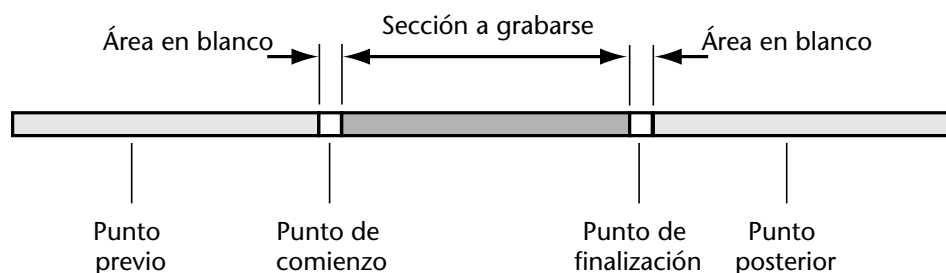 Sección a grabarse
Área en blanco
Área en blanco
Punto previo
Punto de comienzo
Punto de finalización
Punto posterior